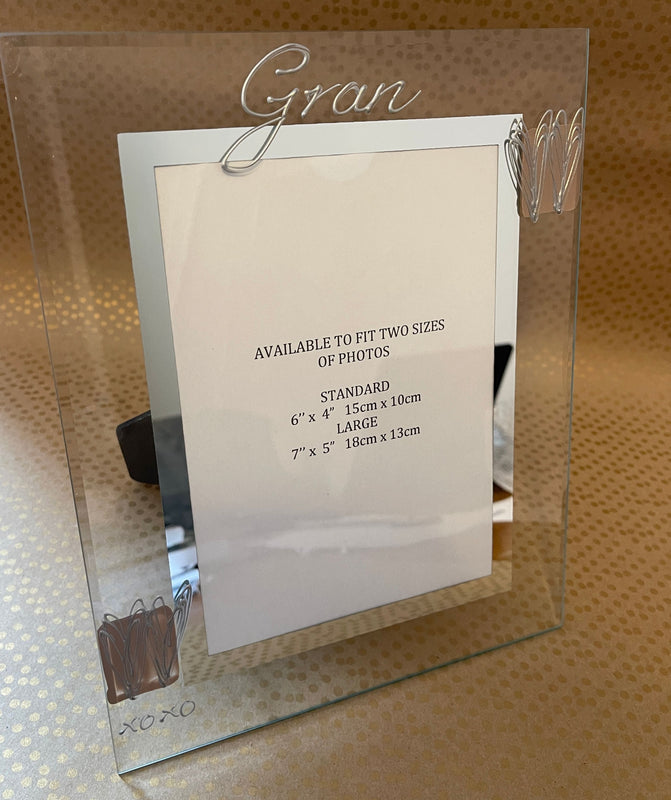 Gran
AVAILABLE TO FIT TWO SIZES
OF PHOTOS
STANDARD
6’’ x 4” 15cm x 10cm
LARGE
7’’ x 5” 18cm x 13cm
xoxo